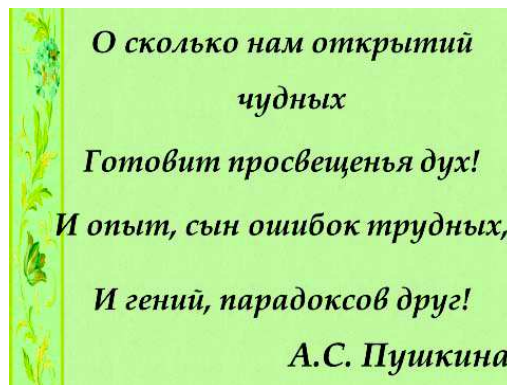 О сколько нам открытий
чудных
Готовит просвещенья дух!
И опыт, сын ошибок трудных,
И гений, парадоксов друг!
А.С. Пушкина